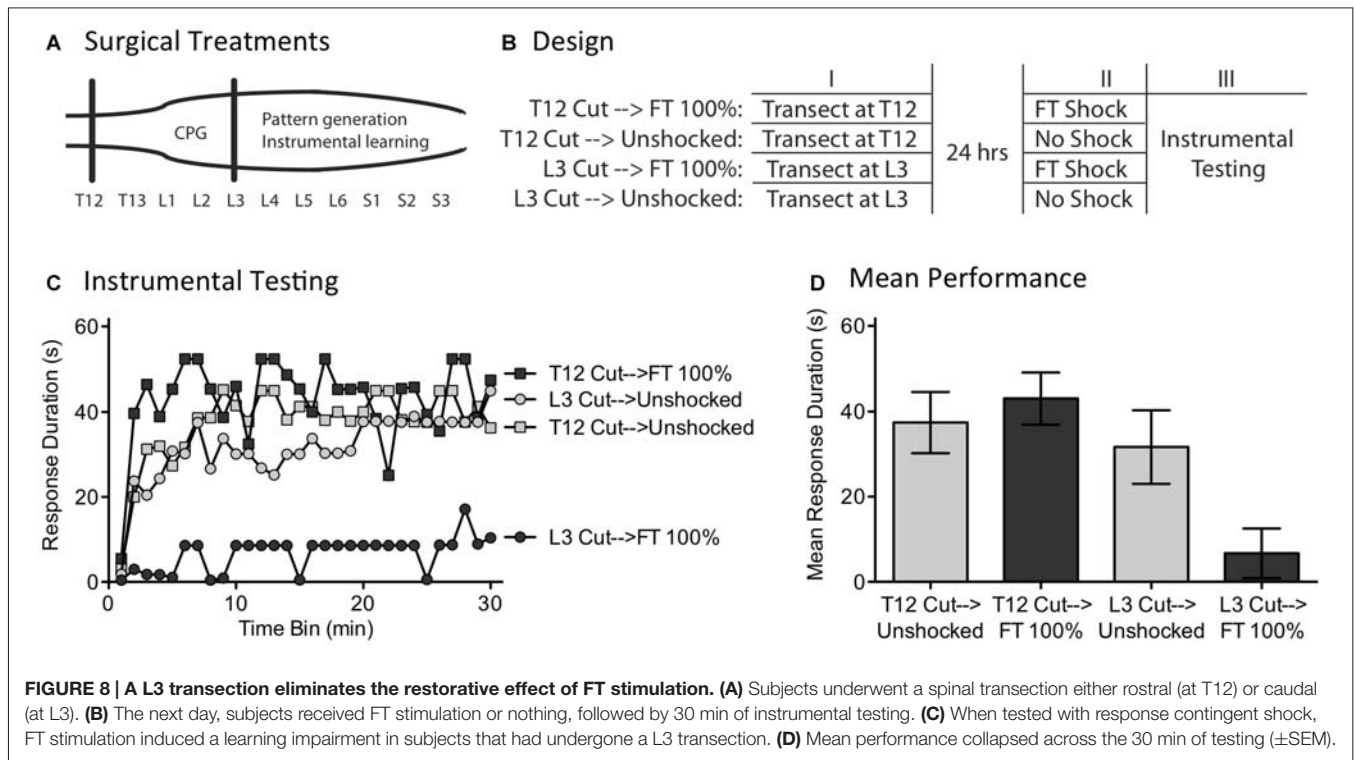 A Surgical Treatments
CPG
Pattern generation
Instrumental learning
T12 T13 L1 L2 L3 L4 L5 L6 S1 S2 S3
B Design
I II III
T12 Cut --> FT 100%: Transect at T12 FT Shock
T12 Cut --> Unshocked: Transect at T12 No Shock
L3 Cut --> FT 100%: Transect at L3 FT Shock
L3 Cut --> Unshocked: Transect at L3 No Shock
24 hrs
Instrumental
Testing
C Instrumental Testing
Response Duration (s)
60
40
20
0
0 10 20 30
Time Bin (min)
T12 Cut-->FT 100%
L3 Cut-->Unshocked
T12 Cut-->Unshocked
L3 Cut-->FT 100%
D Mean Performance
Mean Response Duration (s)
60
40
20
0
T12 Cut--> T12 Cut--> L3 Cut--> L3 Cut-->
Unshocked FT 100% Unshocked FT 100%
FIGURE 8 | A L3 transection eliminates the restorative effect of FT stimulation. (A) Subjects underwent a spinal transection either rostral (at T12) or caudal
(at L3). (B) The next day, subjects received FT stimulation or nothing, followed by 30 min of instrumental testing. (C) When tested with response contingent shock,
FT stimulation induced a learning impairment in subjects that had undergone a L3 transection. (D) Mean performance collapsed across the 30 min of testing (±SEM).